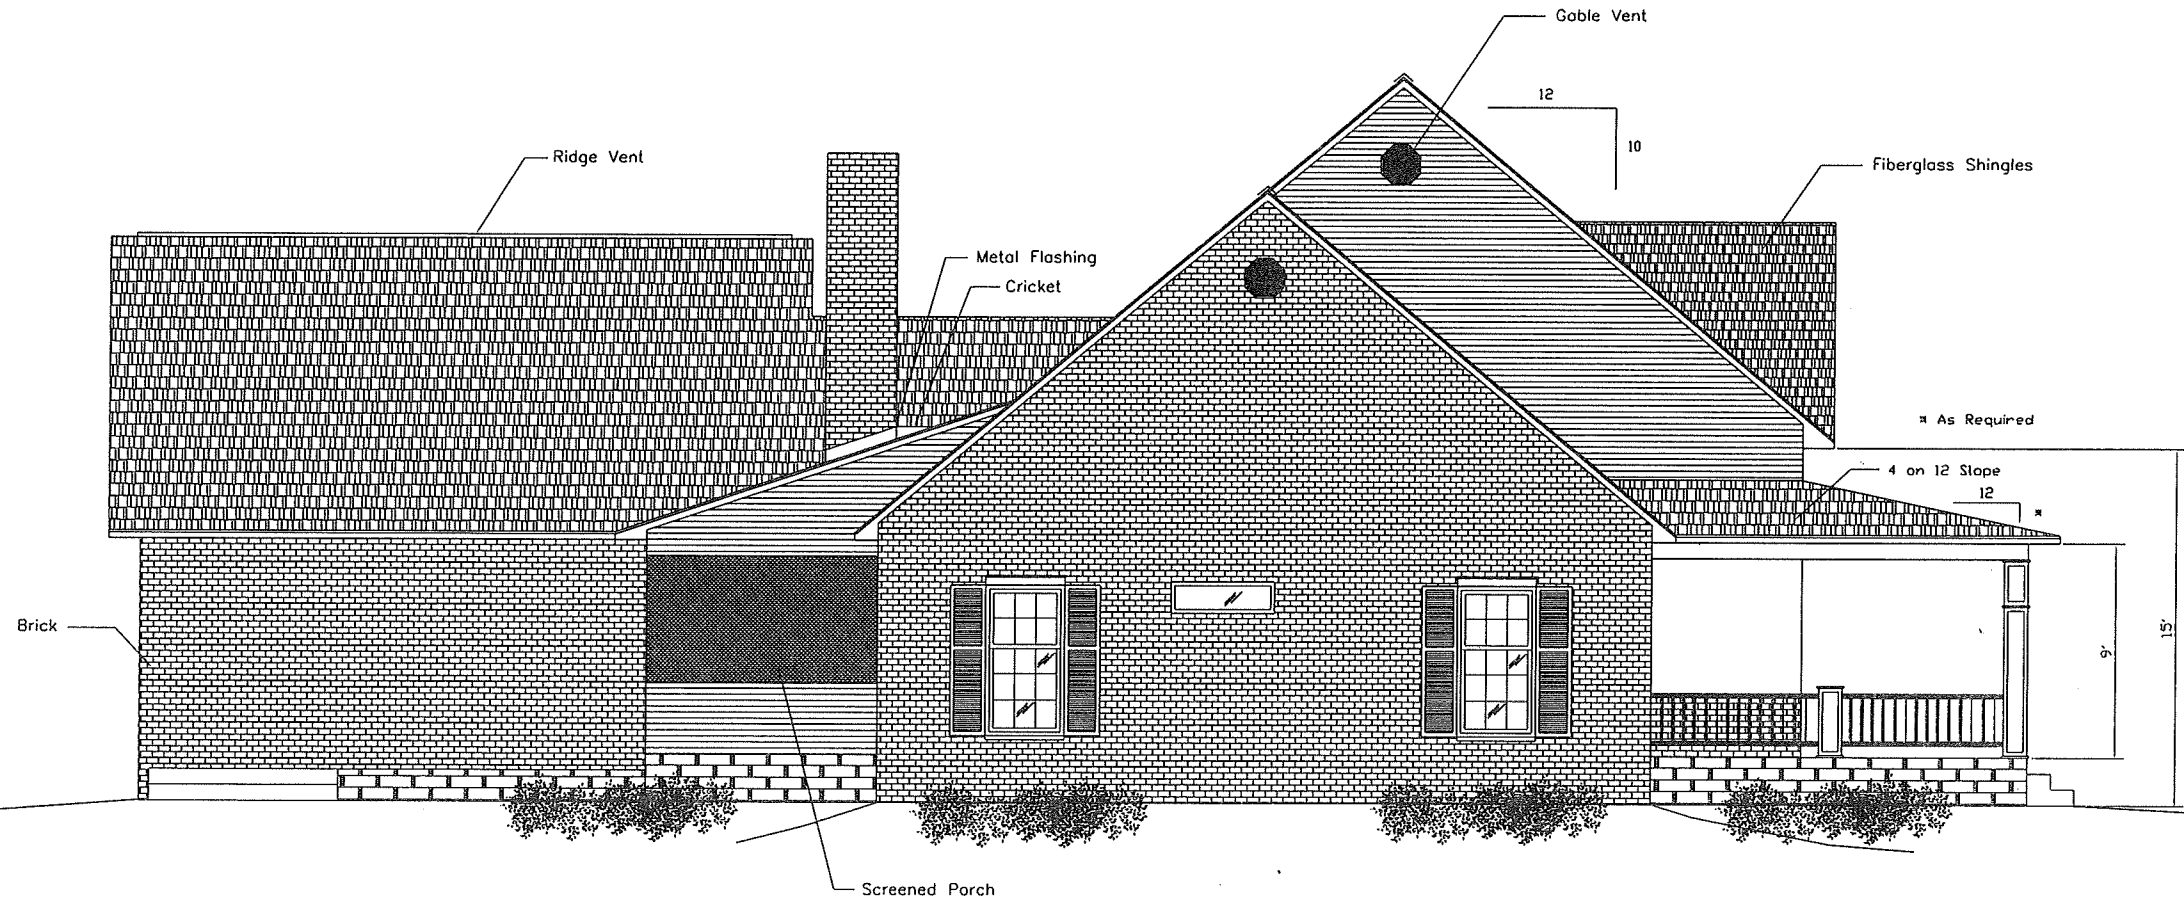 Gable Vent
12
10
Ridge Vent
Fiberglass Shingles
Metal Flashing
Cricket
* As Required
4 on 12 Slope
12
*
Brick
9'
15'
Screened Porch